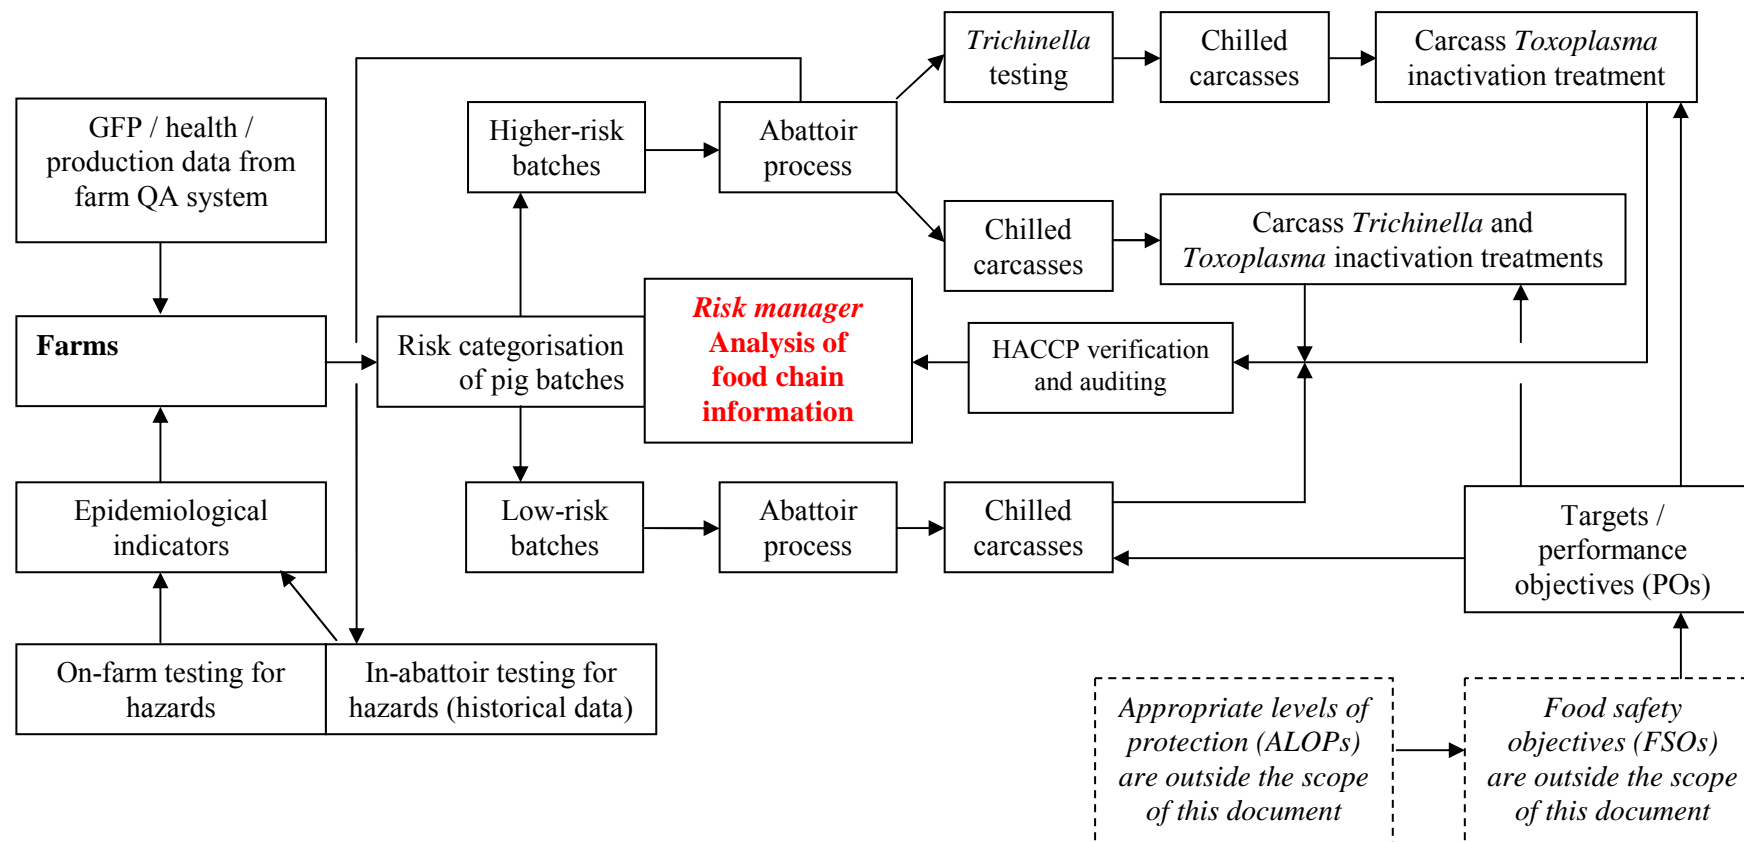 Trichinella
testing
Chilled
carcasses
Carcass Toxoplasma
inactivation treatment
GFP / health /
production data from
farm QA system
Higher-risk
batches
Abattoir
process
Chilled
carcasses
Carcass Trichinella and
Toxoplasma inactivation treatments
Farms
Risk categorisation
of pig batches
Risk manager
Analysis of
food chain
information
HACCP verification
and auditing
Epidemiological
indicators
Low-risk
batches
Abattoir
process
Chilled
carcasses
Targets /
performance
objectives (POs)
On-farm testing for
hazards
In-abattoir testing for
hazards (historical data)
Appropriate levels of
protection (ALOPs)
are outside the scope
of this document
Food safety
objectives (FSOs)
are outside the scope
of this document